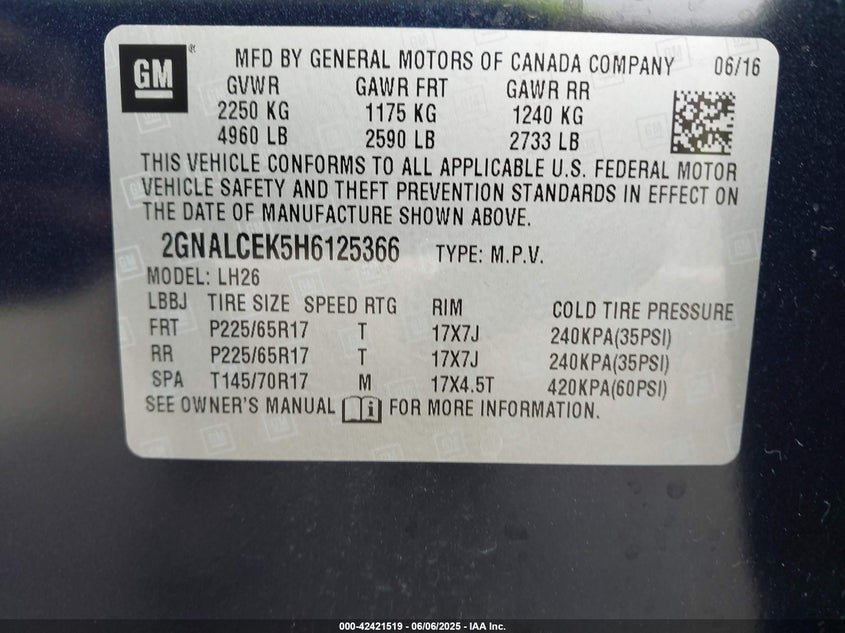 GM
MFD BY GENERAL MOTORS OF CANADA COMPANY 06/16
GVWR GAWR FRT GAWR RR
2250 KG 1175 KG 1240 KG
4960 LB 2590 LB 2733 LB
THIS VEHICLE CONFORMS TO ALL APPLICABLE U.S. FEDERAL MOTOR
VEHICLE SAFETY AND THEFT PREVENTION STANDARDS IN EFFECT ON
THE DATE OF MANUFACTURE SHOWN ABOVE.
2GNALCEK5H6125366 TYPE: M.P.V.
MODEL: LH26
LBBJ TIRE SIZE SPEED RTG RIM COLD TIRE PRESSURE
FRT P225/65R17 T 17X7J 240KPA(35PSI)
RR P225/65R17 T 17X7J 240KPA(35PSI)
SPA T145/70R17 M 17X4.5T 420KPA(60PSI)
SEE OWNER'S MANUAL FOR MORE INFORMATION.
000-42421519 - 06/06/2025 - IAA Inc.